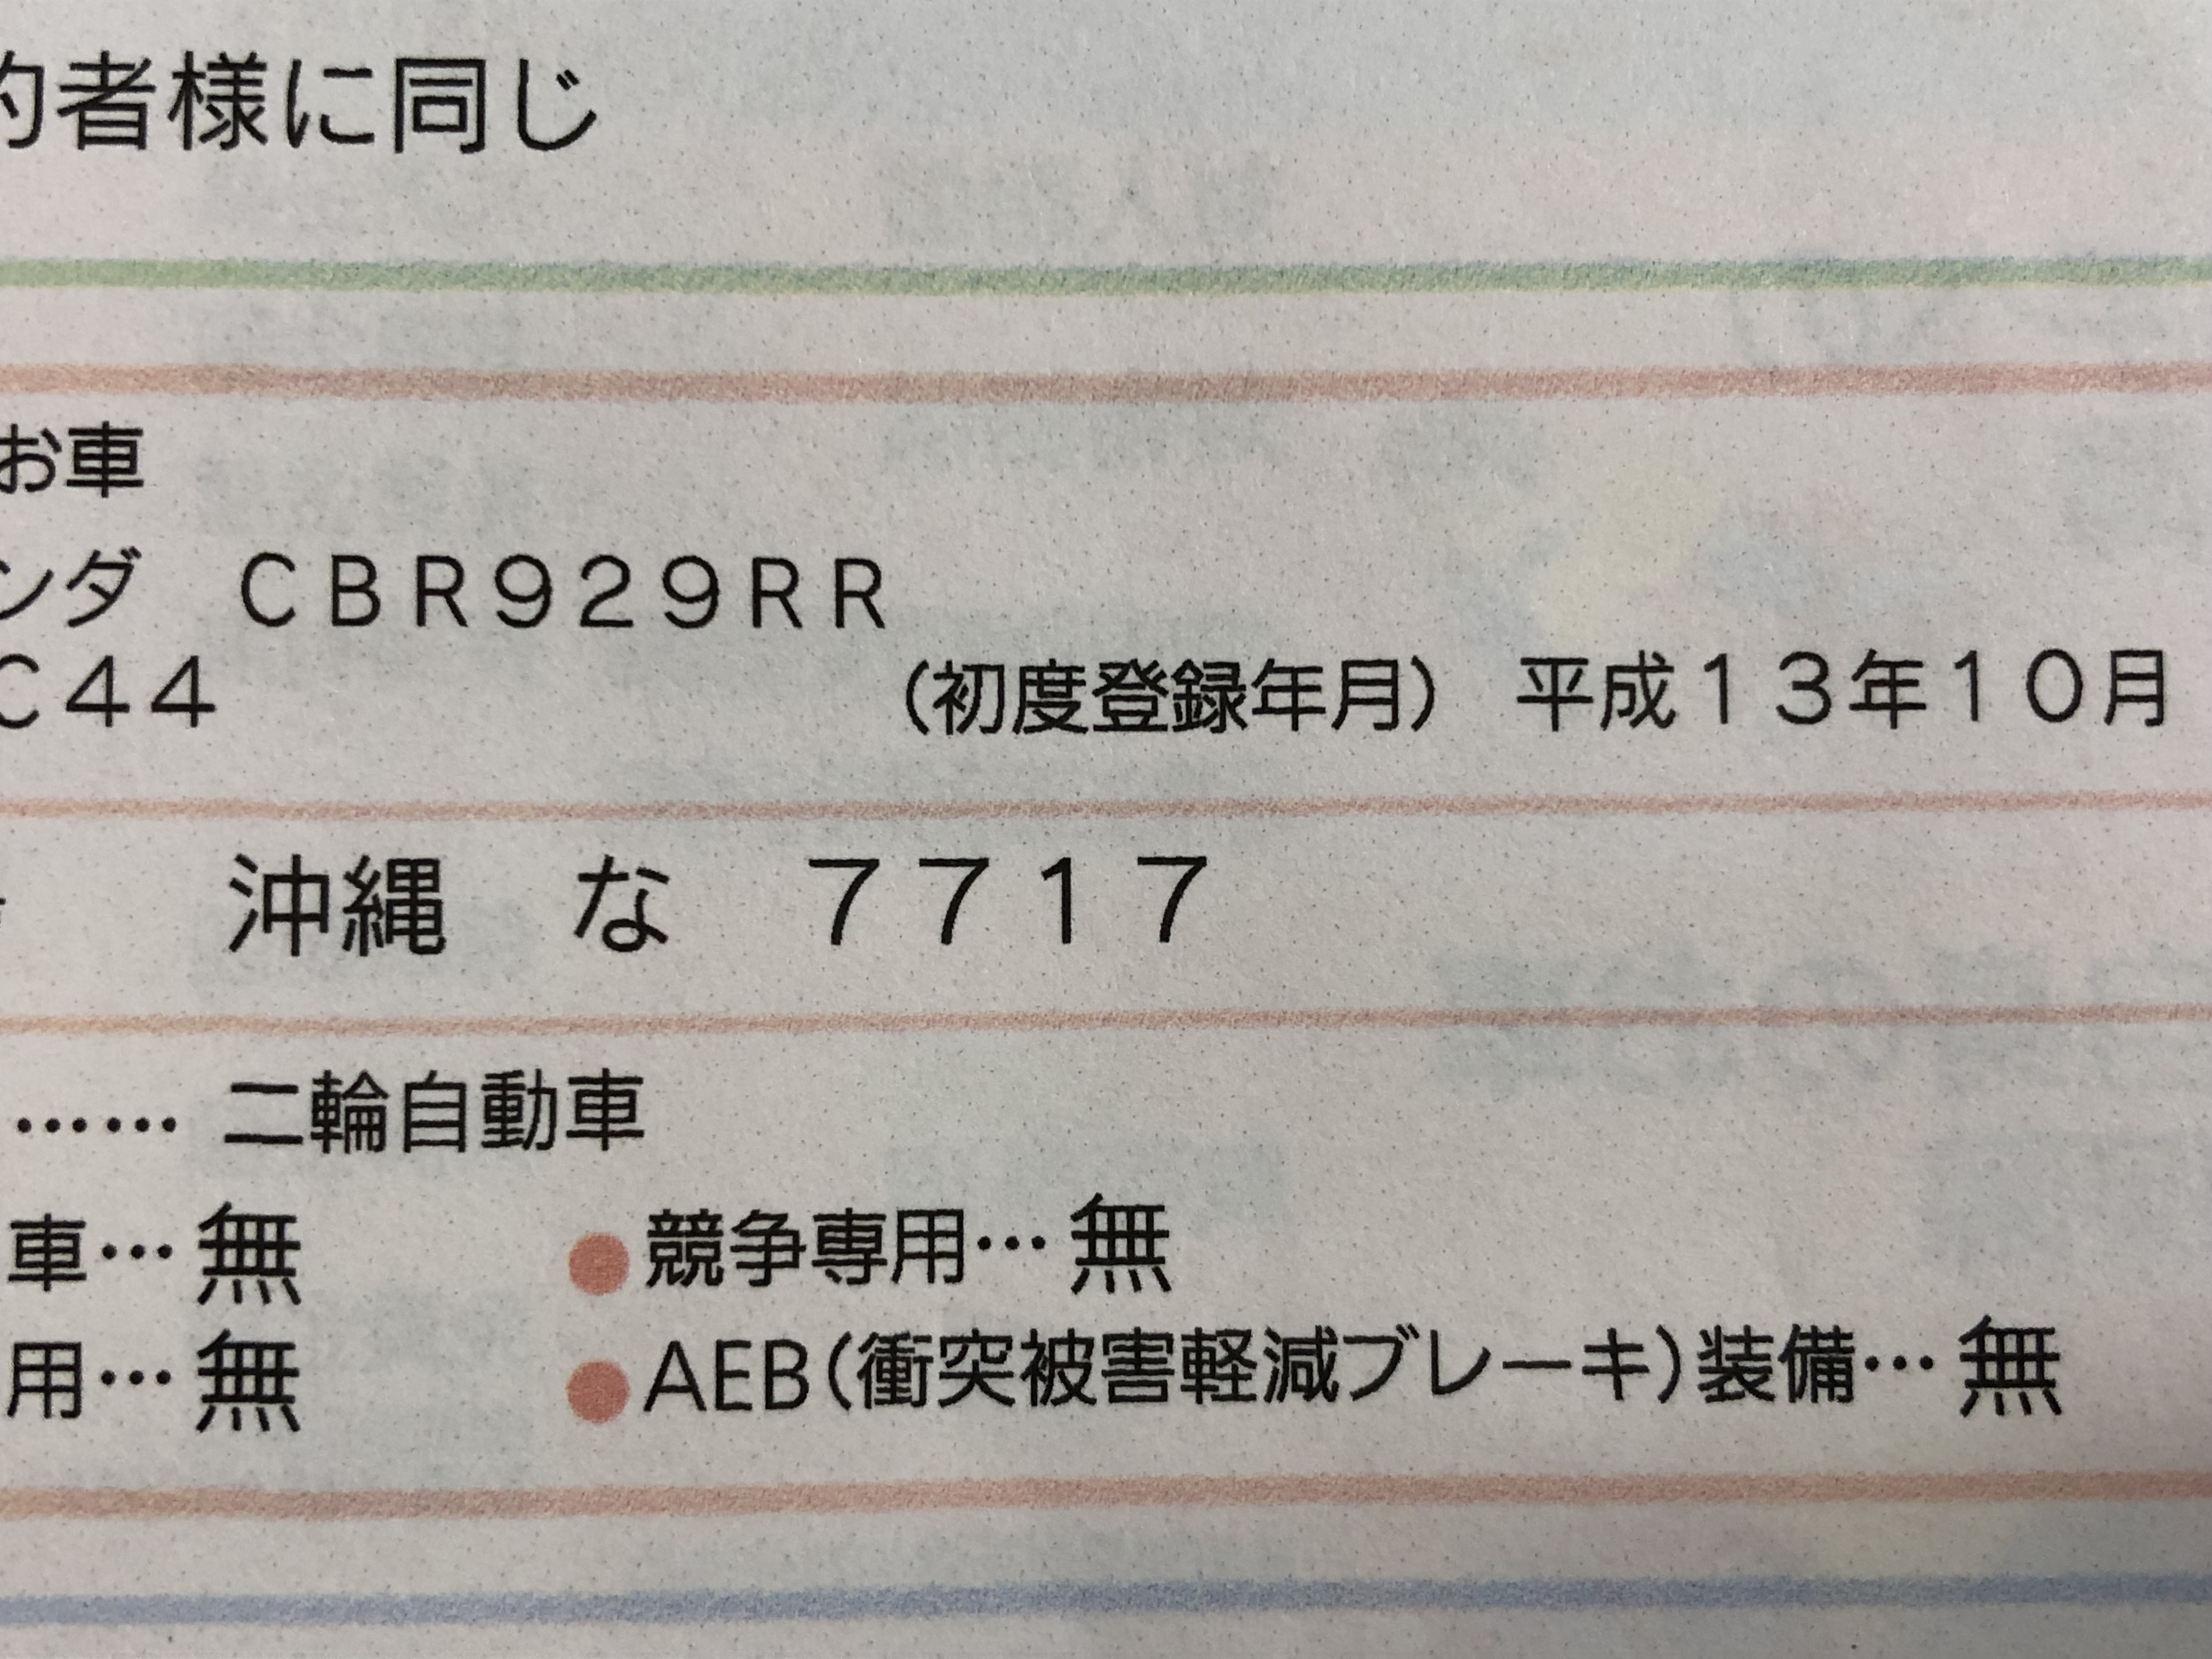 約者様に同じ
お車
ンダ　ＣＢＲ９２９ＲＲ
Ｃ４４　（初度登録年月）　平成１３年１０月
沖縄　な　７７１７
……　二輪自動車
車…無　●競争専用…無
用…無　●AEB(衝突被害軽減ブレーキ)装備…無